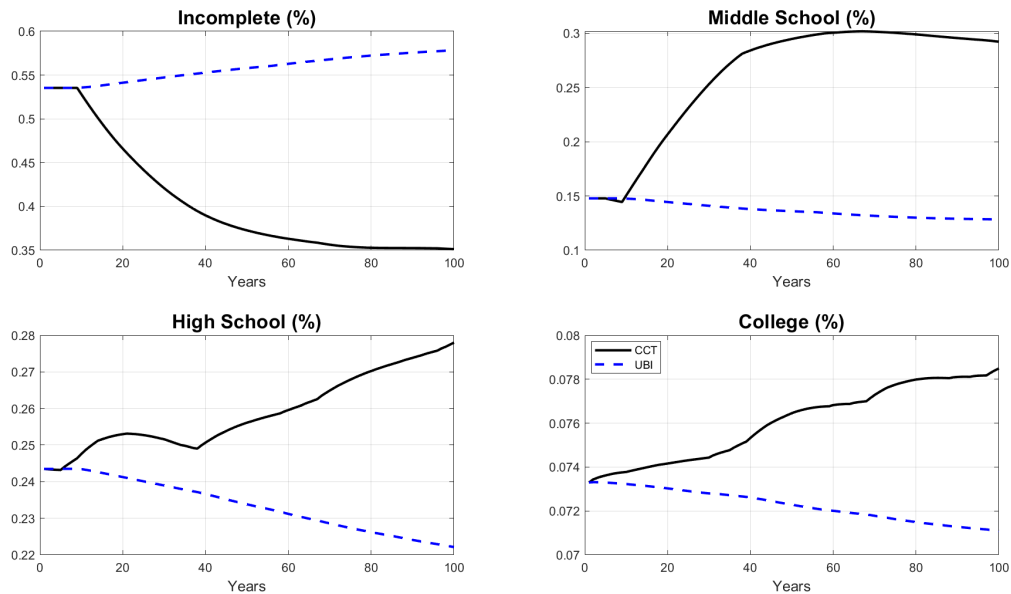 Incomplete (%)
0.6
0.55
0.5
0.45
0.4
0.35
0 20 40 60 80 100
Years
Middle School (%)
0.3
0.25
0.2
0.15
0.1
0 20 40 60 80 100
Years
High School (%)
0.28
0.27
0.26
0.25
0.24
0.23
0.22
0 20 40 60 80 100
Years
College (%)
0.08
0.078
0.076
0.074
0.072
0.07
0 20 40 60 80 100
Years
CCT
UBI